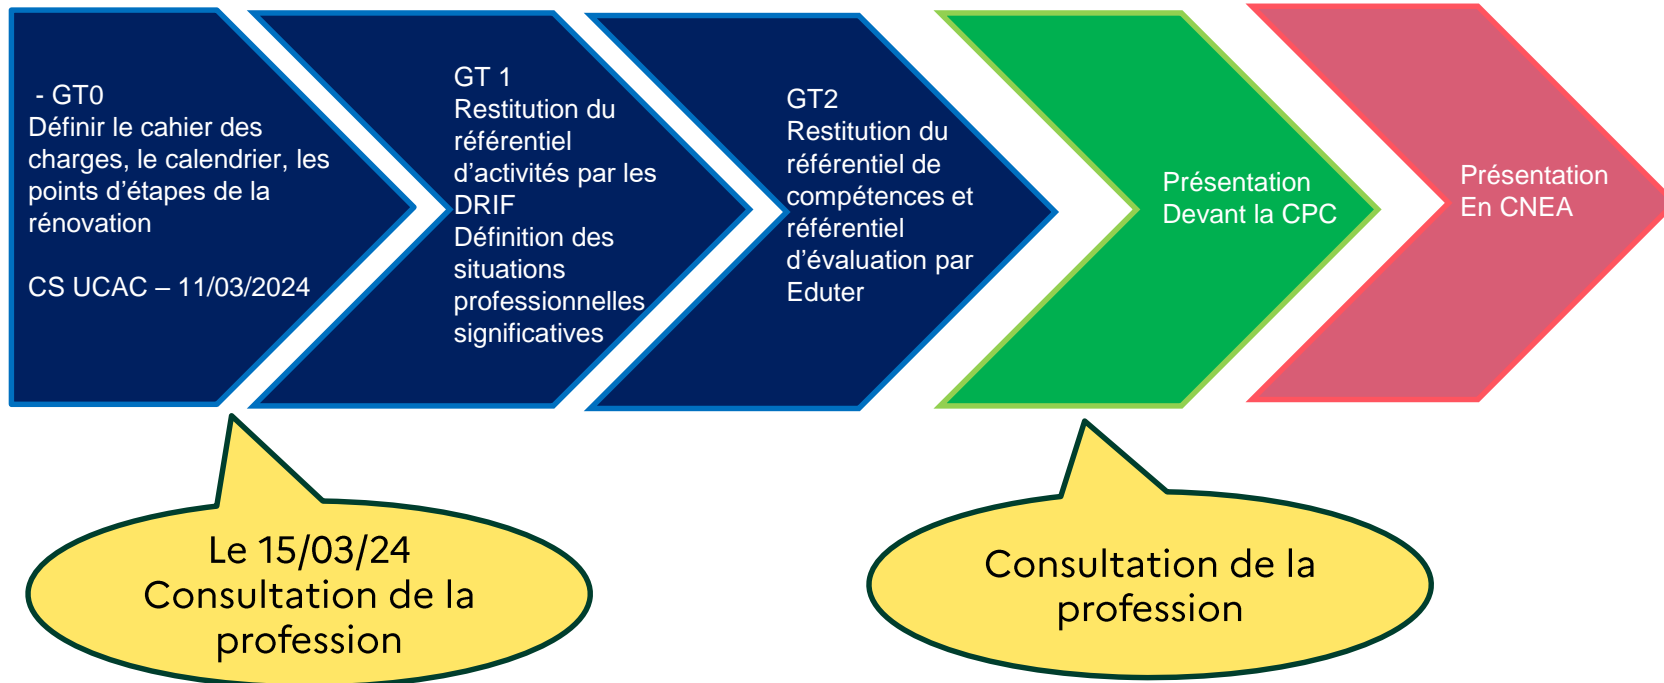 - GT0
Définir le cahier des
charges, le calendrier, les
points d’étapes de la
rénovation
CS UCAC – 11/03/2024
GT 1
Restitution du
référentiel
d’activités par les
DRIF
Définition des
situations
professionnelles
significatives
GT2
Restitution du
référentiel de
compétences et
référentiel
d’évaluation par
Eduter
Présentation
Devant la CPC
Présentation
En CNEA
Le 15/03/24
Consultation de la
profession
Consultation de la
profession